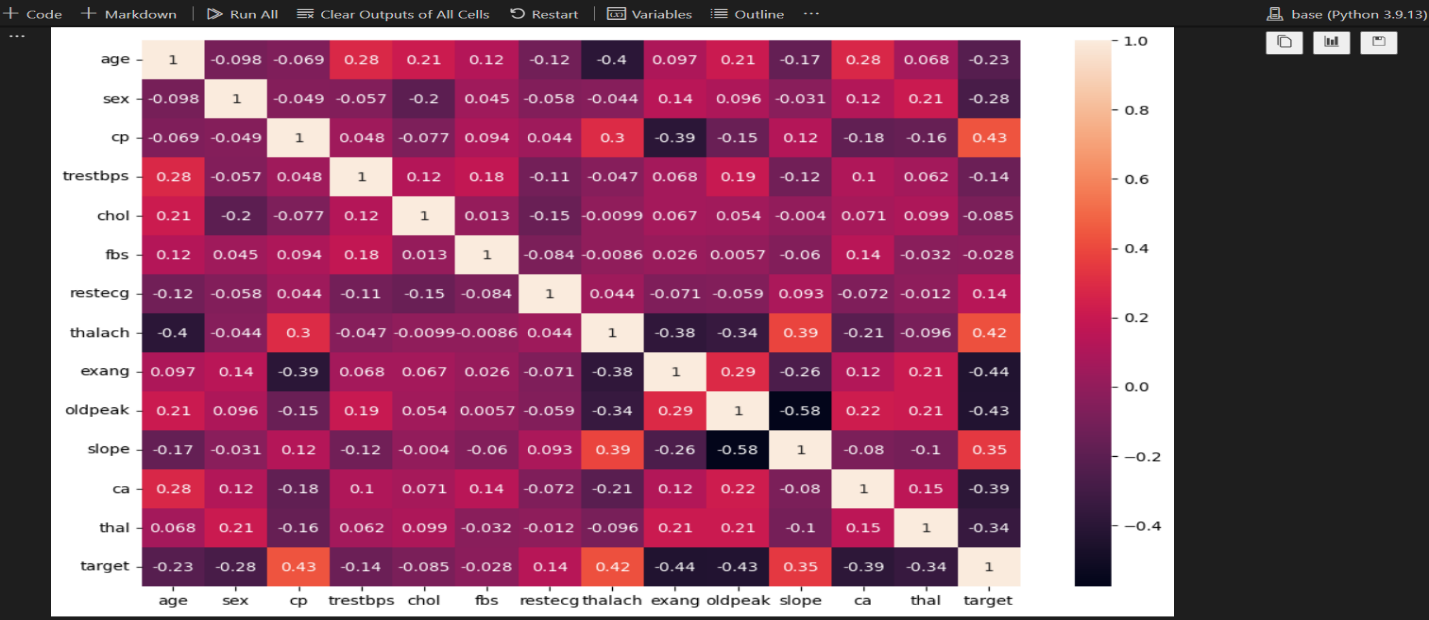 + Code + Markdown | Run All Clear Outputs of All Cells Restart | Variables Outline ... base (Python 3.9.13)
...
age 1 -0.098 -0.069 0.28 0.21 0.12 -0.12 -0.4 0.097 0.21 -0.17 0.28 0.068 -0.23
sex -0.098 1 -0.049 -0.057 -0.2 0.045 -0.058 -0.044 0.14 0.096 -0.031 0.12 0.21 -0.28
cp -0.069 -0.049 1 0.048 -0.077 0.094 0.044 0.3 -0.39 -0.15 0.12 -0.18 -0.16 0.43
trestbps 0.28 -0.057 0.048 1 0.12 0.18 -0.11 -0.047 0.068 0.19 -0.12 0.1 0.062 -0.14
chol 0.21 -0.2 -0.077 0.12 1 0.013 -0.15 -0.0099 0.067 0.054 -0.004 0.071 0.099 -0.085
fbs 0.12 0.045 0.094 0.18 0.013 1 -0.084 -0.0086 0.026 0.0057 -0.06 0.14 -0.032 -0.028
restecg -0.12 -0.058 0.044 -0.11 -0.15 -0.084 1 0.044 -0.071 -0.059 0.093 -0.072 -0.012 0.14
thalach -0.4 -0.044 0.3 -0.047 -0.0099 -0.0086 0.044 1 -0.38 -0.34 0.39 -0.21 -0.096 0.42
exang 0.097 0.14 -0.39 0.068 0.067 0.026 -0.071 -0.38 1 0.29 -0.26 0.12 0.21 -0.44
oldpeak 0.21 0.096 -0.15 0.19 0.054 0.0057 -0.059 -0.34 0.29 1 -0.58 0.22 0.21 -0.43
slope -0.17 -0.031 0.12 -0.12 -0.004 -0.06 0.093 0.39 -0.26 -0.58 1 -0.08 -0.1 0.35
ca 0.28 0.12 -0.18 0.1 0.071 0.14 -0.072 -0.21 0.12 0.22 -0.08 1 0.15 -0.39
thal 0.068 0.21 -0.16 0.062 0.099 -0.032 -0.012 -0.096 0.21 0.21 -0.1 0.15 1 -0.34
target -0.23 -0.28 0.43 -0.14 -0.085 -0.028 0.14 0.42 -0.44 -0.43 0.35 -0.39 -0.34 1
age sex cp trestbps chol fbs restecg thalach exang oldpeak slope ca thal target
1.0
0.8
0.6
0.4
0.2
0.0
−0.2
−0.4